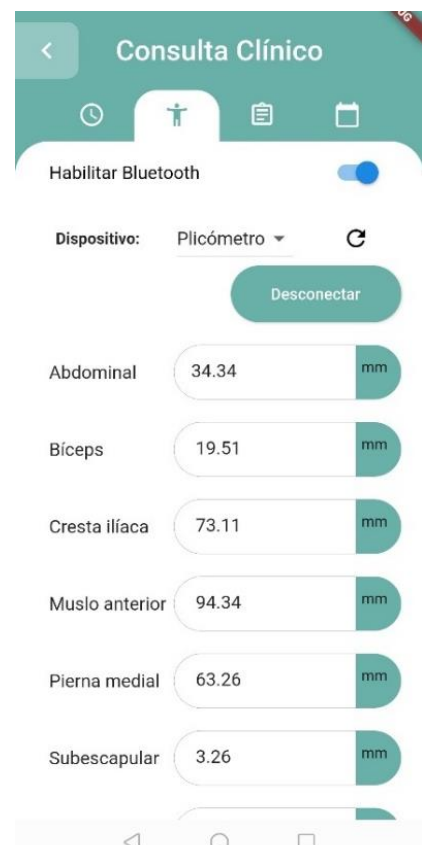 Consulta Clínico
Habilitar Bluetooth
Dispositivo: Plicómetro
Desconectar
Abdominal 34.34 mm
Bíceps 19.51 mm
Cresta ilíaca 73.11 mm
Muslo anterior 94.34 mm
Pierna medial 63.26 mm
Subescapular 3.26 mm